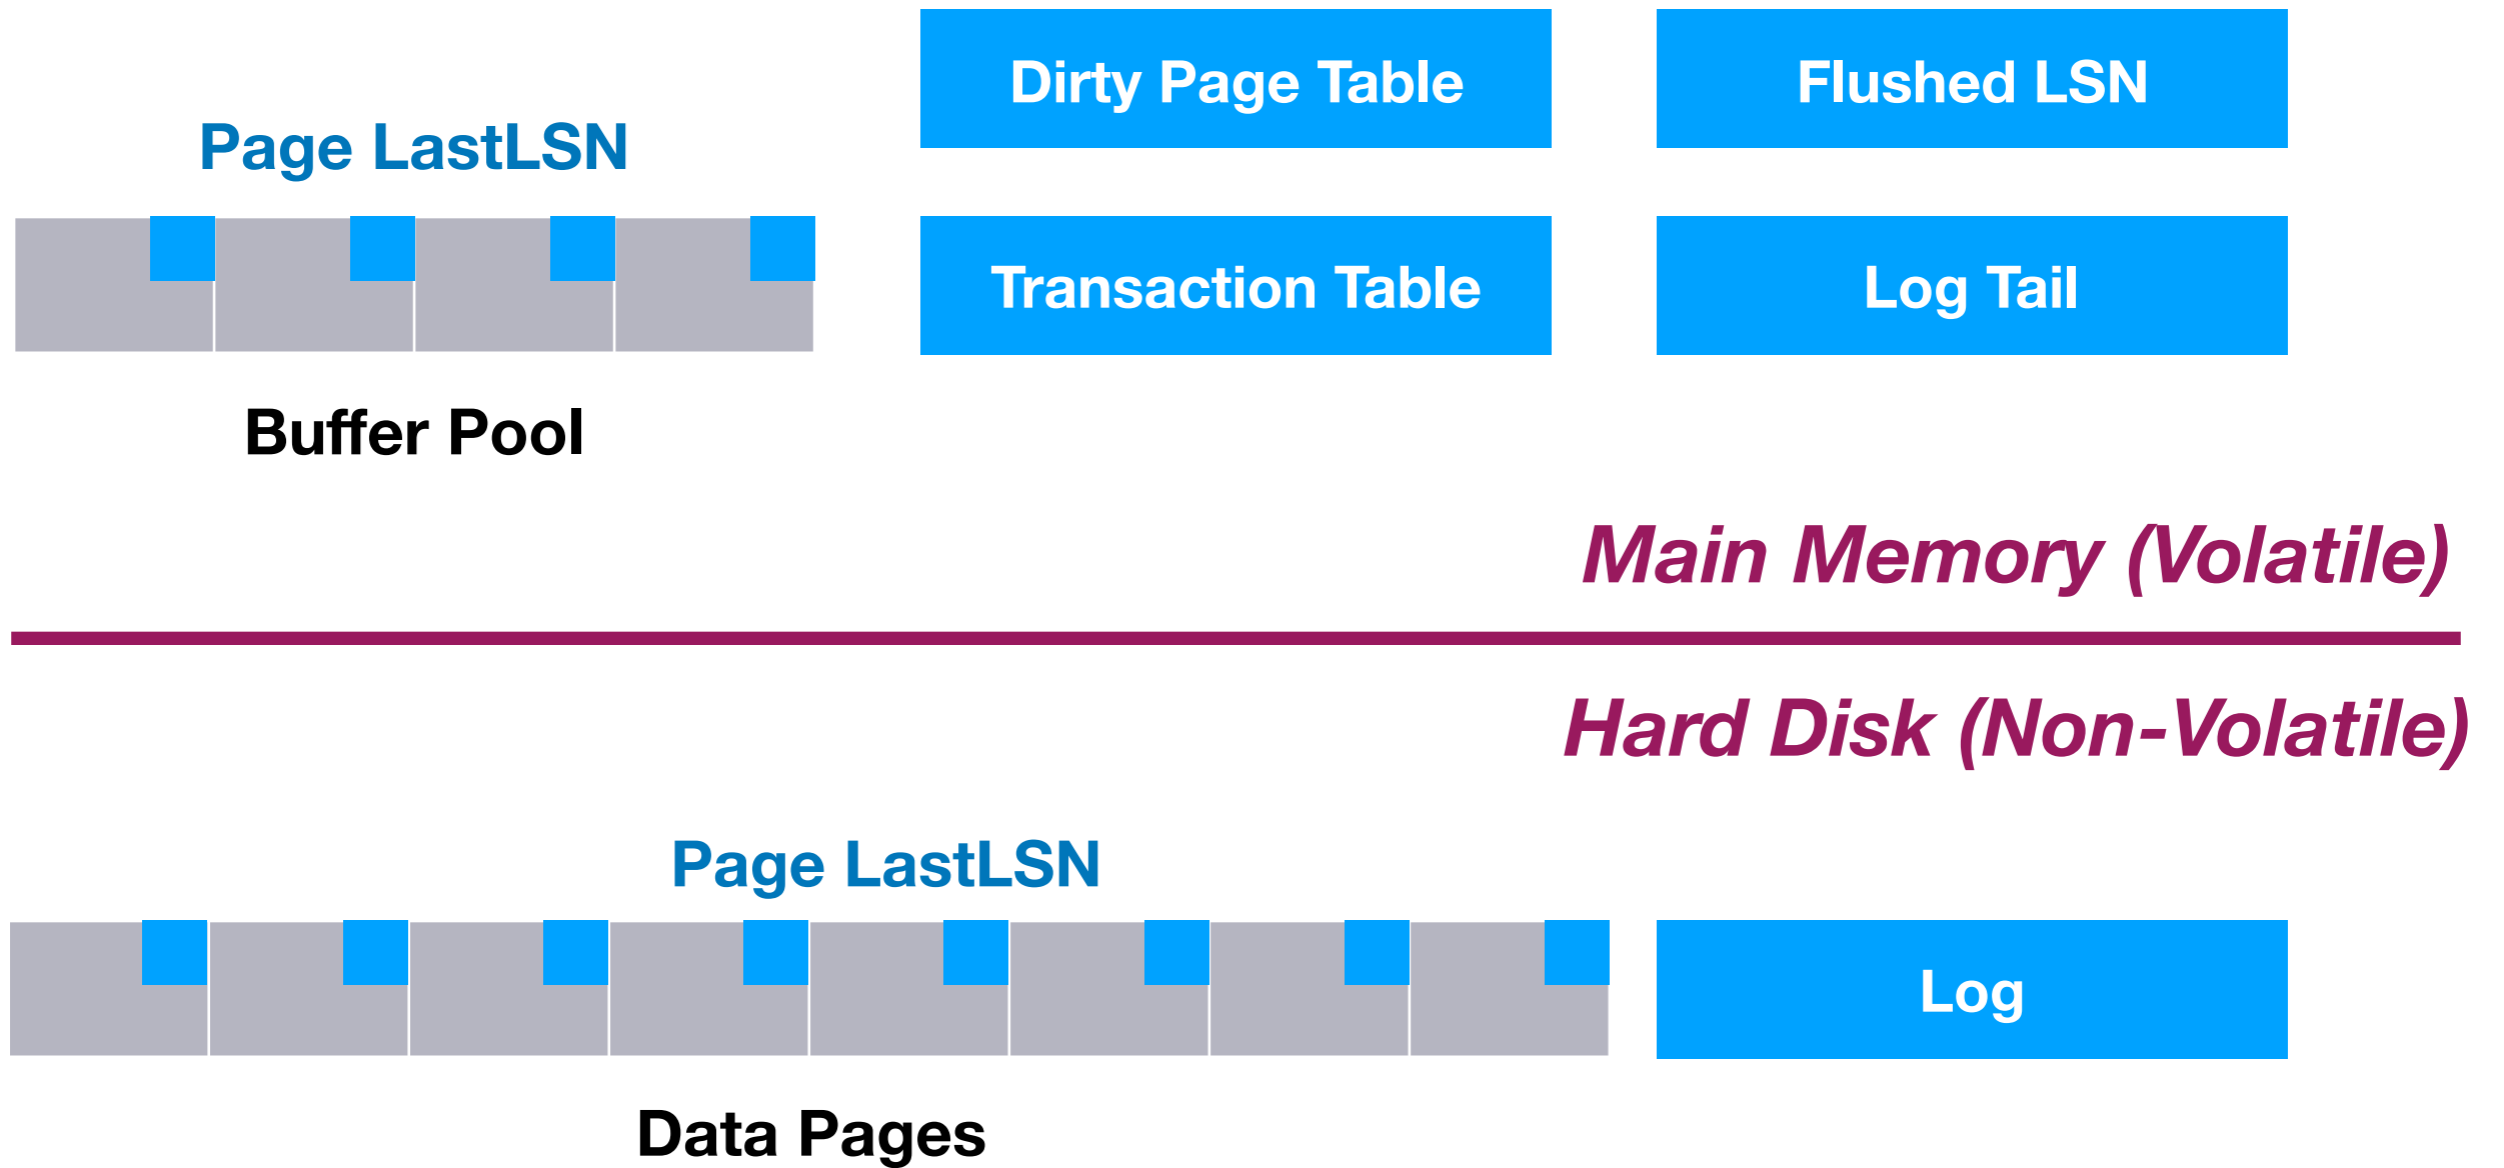 Dirty Page Table
Flushed LSN
Page LastLSN
Transaction Table
Log Tail
Buffer Pool
Main Memory (Volatile)
Hard Disk (Non-Volatile)
Page LastLSN
Log
Data Pages